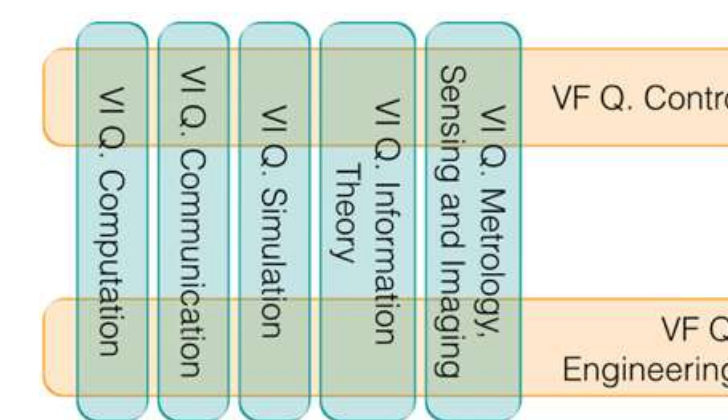 VI Q. Computation
VI Q. Communication
VI Q. Simulation
VI Q. Information
Theory
VI Q. Metrology,
Sensing and Imaging
VF Q. Contro
VF Q
Engineering